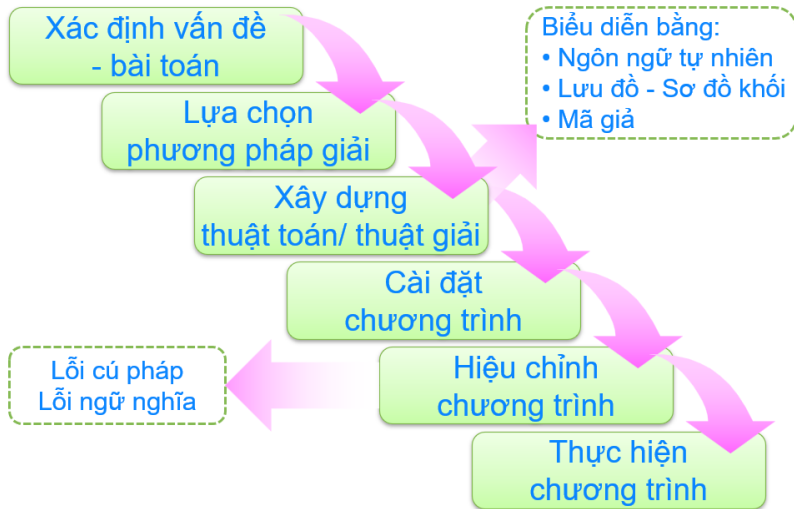 Xác định vấn đề
- bài toán
Biểu diễn bằng:
• Ngôn ngữ tự nhiên
• Lưu đồ - Sơ đồ khối
• Mã giả
Lựa chọn
phương pháp giải
Xây dựng
thuật toán/ thuật giải
Cài đặt
chương trình
Hiệu chỉnh
chương trình
Lỗi cú pháp
Lỗi ngữ nghĩa
Thực hiện
chương trình